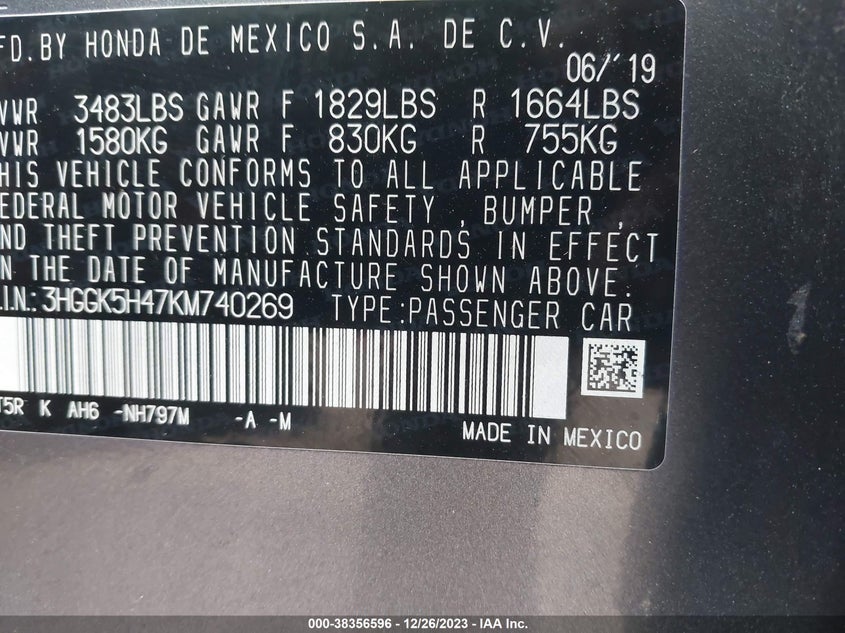 FD.BY HONDA DE MEXICO S.A. DE C.V.
06/'19
VWR 3483LBS GAWR F 1829LBS R 1664LBS
VWR 1580KG GAWR F 830KG R 755KG
HIS VEHICLE CONFORMS TO ALL APPLICABLE
EDERAL MOTOR VEHICLE SAFETY , BUMPER ,
ND THEFT PREVENTION STANDARDS IN EFFECT
N THE DATE OF MANUFACTURE SHOWN ABOVE.
.I.N.: 3HGGK5H47KM740269 TYPE:PASSENGER CAR
T5R K AH6 -NH797M -A -M
MADE IN MEXICO
000-38356596 - 12/26/2023 - IAA Inc.